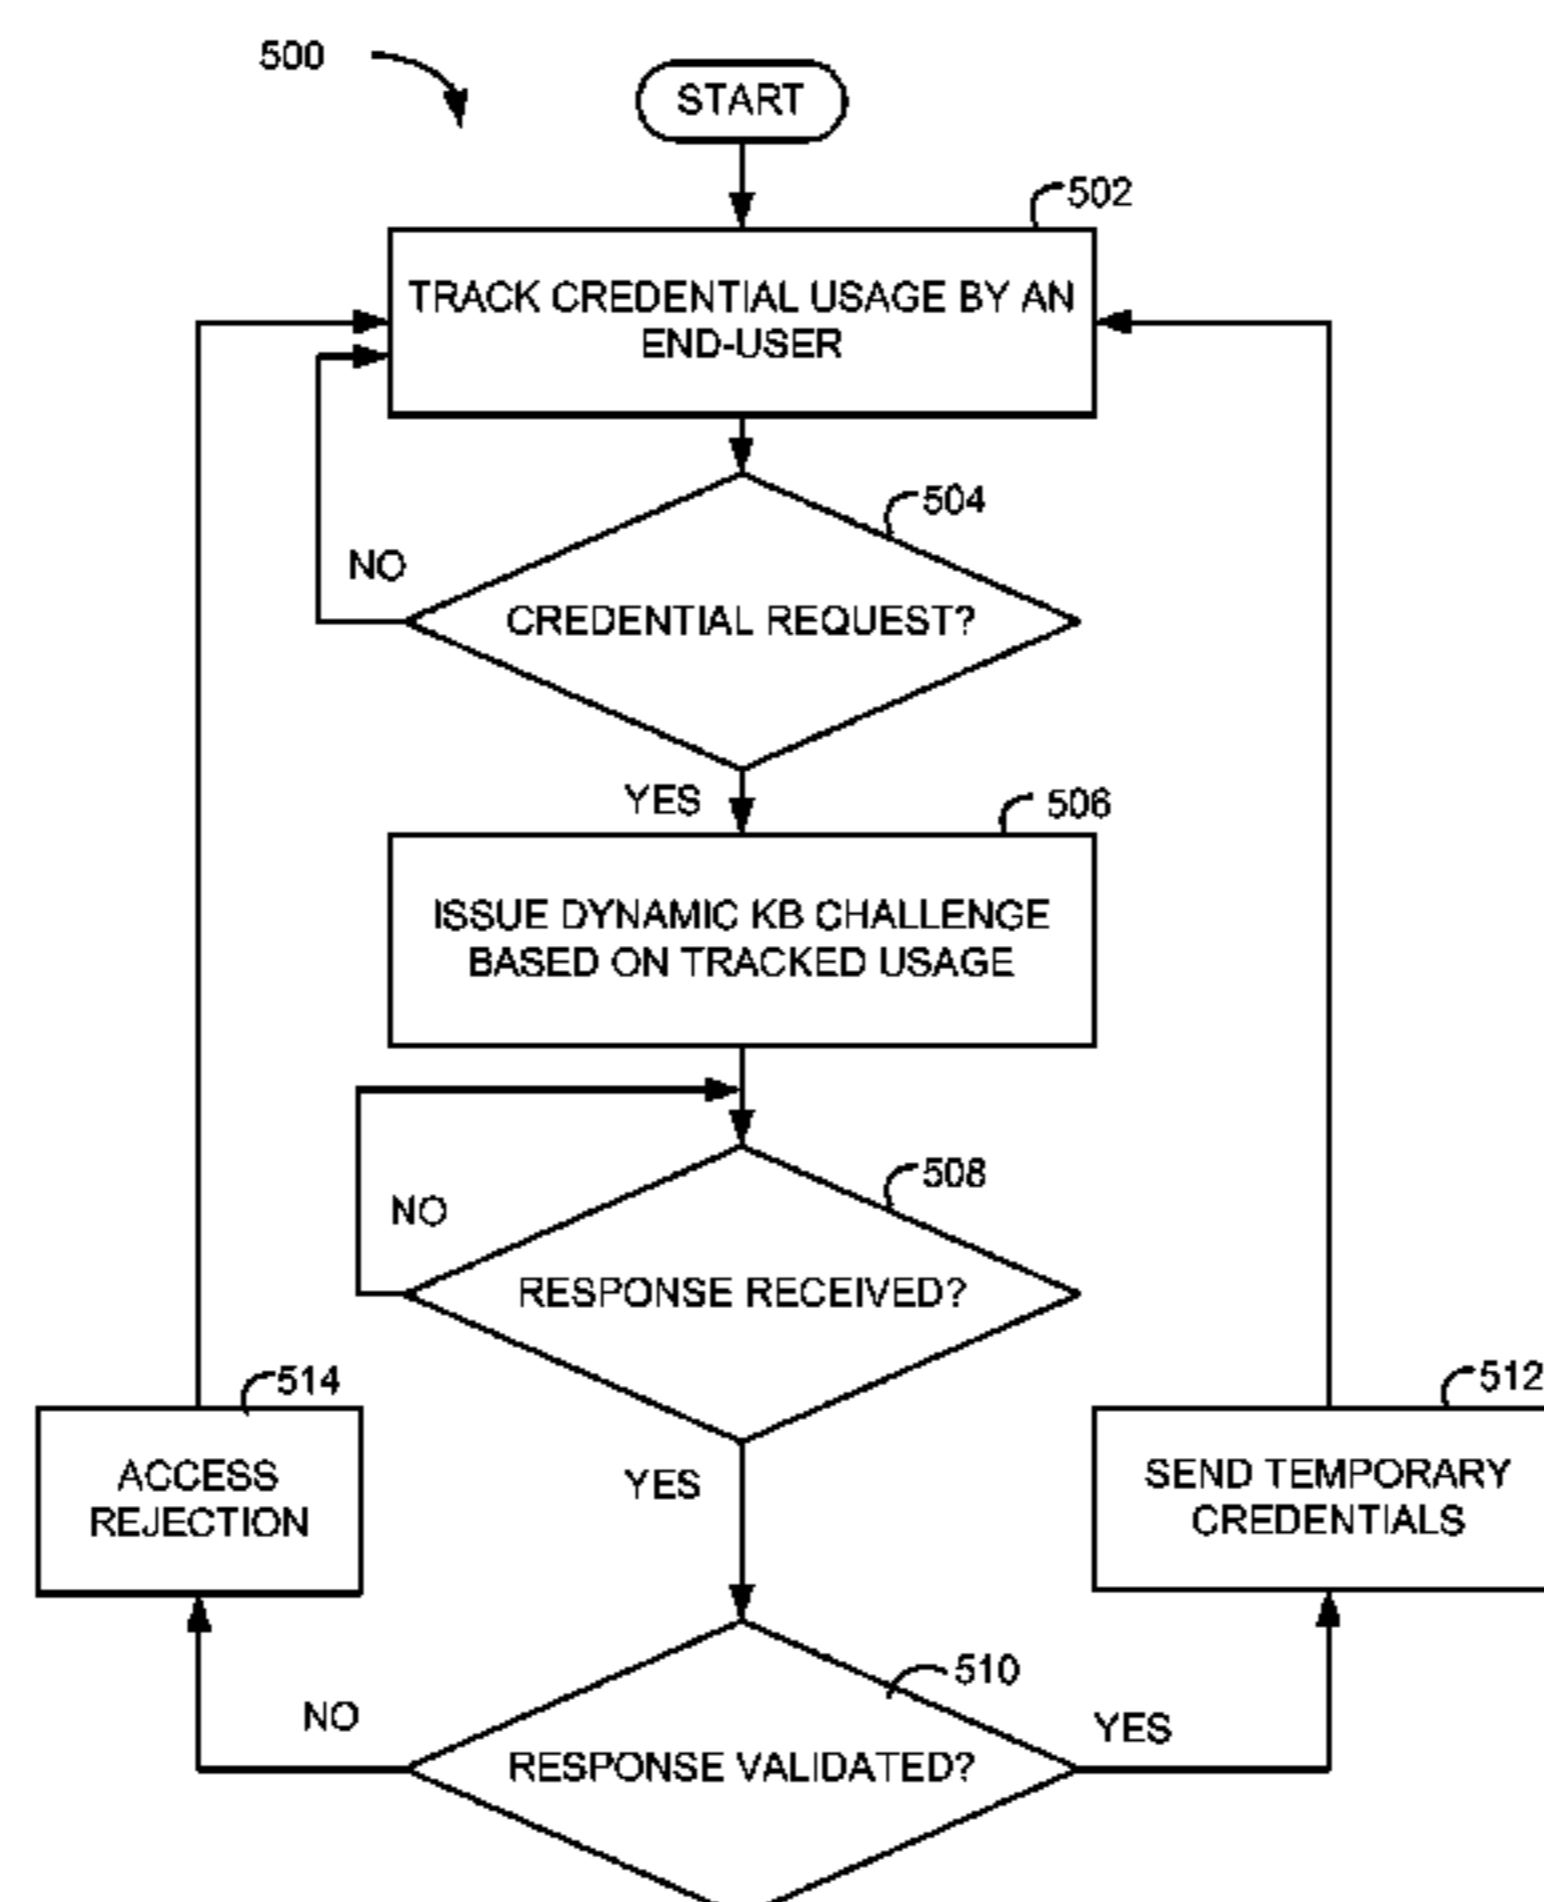 500
START
502
TRACK CREDENTIAL USAGE BY AN
END-USER
504
NO
CREDENTIAL REQUEST?
YES
506
ISSUE DYNAMIC KB CHALLENGE
BASED ON TRACKED USAGE
508
NO
RESPONSE RECEIVED?
514
512
YES
ACCESS
REJECTION
SEND TEMPORARY
CREDENTIALS
510
NO
YES
RESPONSE VALIDATED?